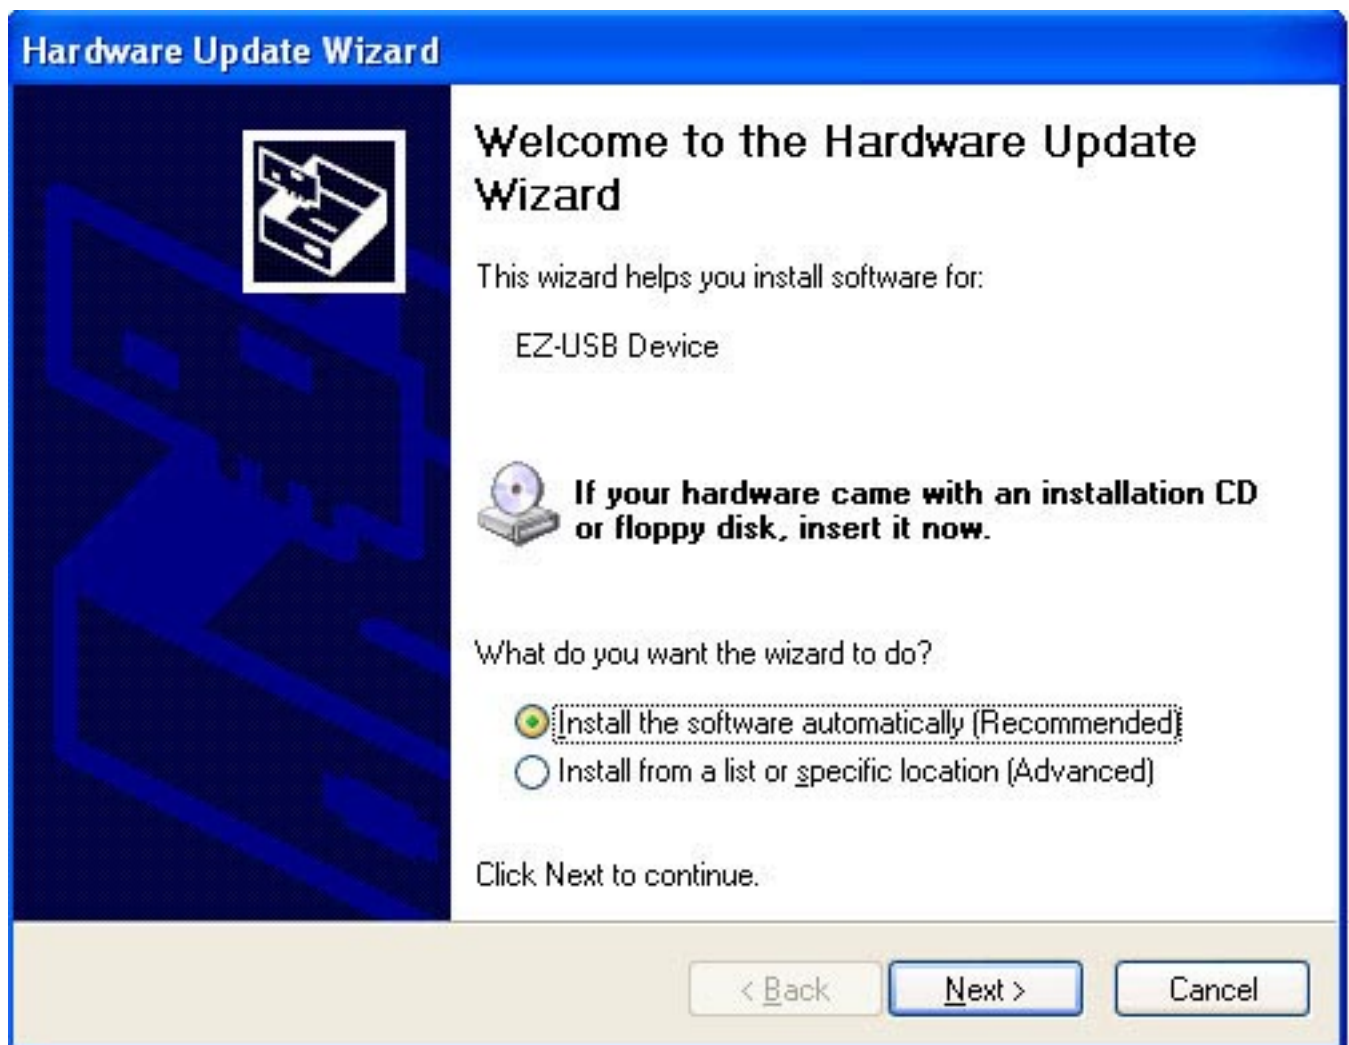 Hardware Update Wizard
Welcome to the Hardware Update
Wizard
This wizard helps you install software for:
EZ-USB Device
If your hardware came with an installation CD
or floppy disk, insert it now.
What do you want the wizard to do?
Install the software automatically (Recommended)
Install from a list or specific location (Advanced)
Click Next to continue.
< Back
Next >
Cancel